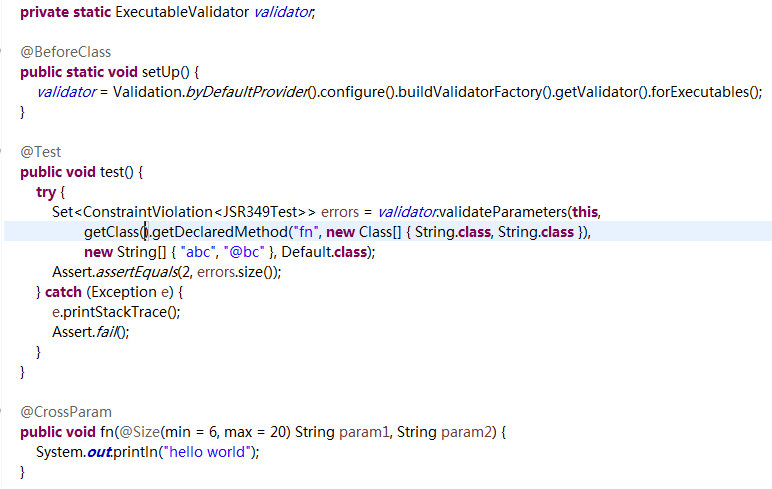 private static ExecutableValidator validator;
@BeforeClass
public static void setUp() {
validator = Validation.byDefaultProvider().configure().buildValidatorFactory().getValidator().forExecutables();
}
@Test
public void test() {
try {
Set<ConstraintViolation<JSR349Test>> errors = validator.validateParameters(this,
getClass().getDeclaredMethod("fn", new Class[] { String.class, String.class }),
new String[] { "abc", "@bc" }, Default.class);
Assert.assertEquals(2, errors.size());
} catch (Exception e) {
e.printStackTrace();
Assert.fail();
}
}
@CrossParam
public void fn(@Size(min = 6, max = 20) String param1, String param2) {
System.out.println("hello world");
}